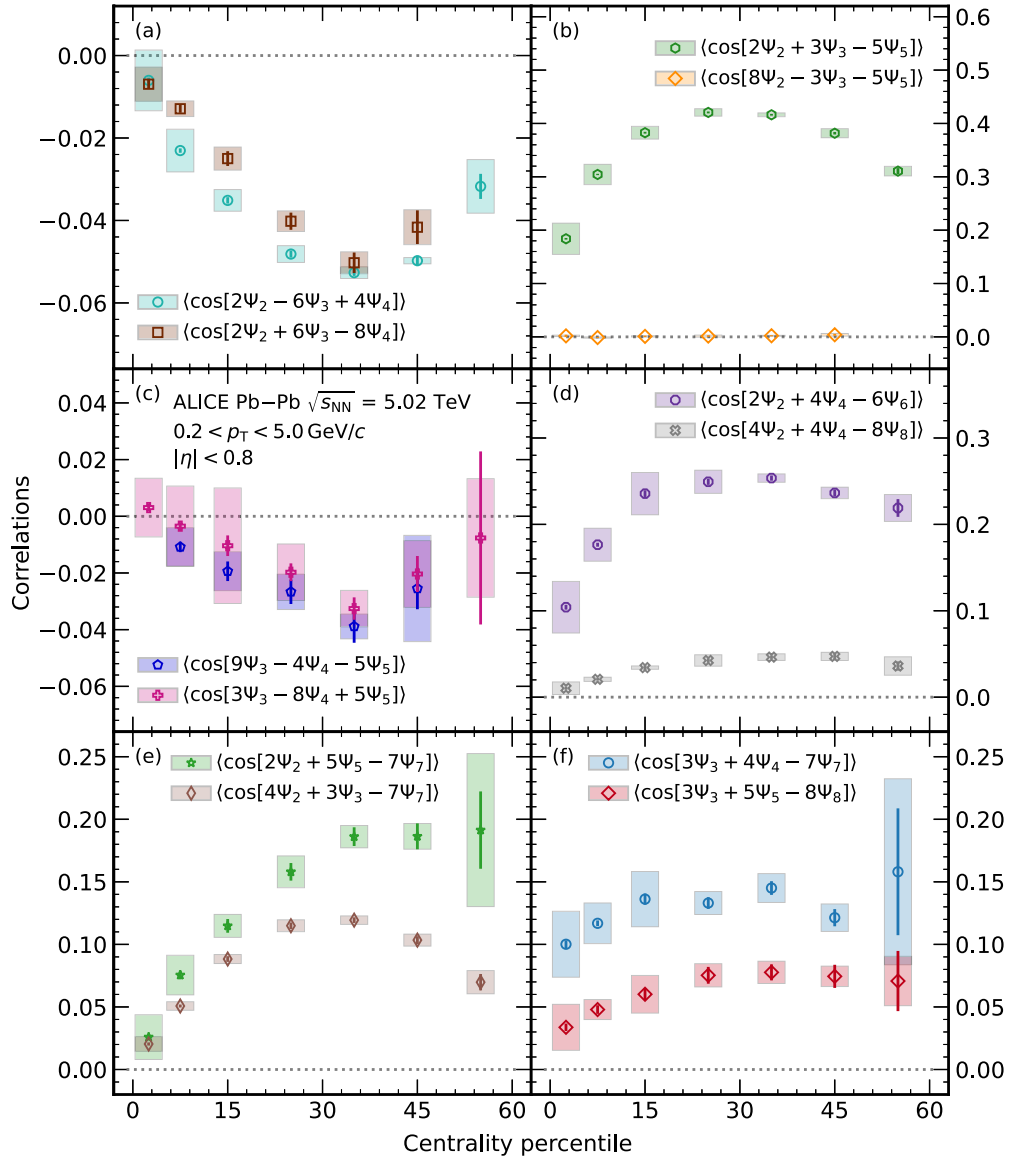 (a)
0.00
−0.02
−0.04
−0.06
⟨cos[2Ψ₂ − 6Ψ₃ + 4Ψ₄]⟩
⟨cos[2Ψ₂ + 6Ψ₃ − 8Ψ₄]⟩
(b)
⟨cos[2Ψ₂ + 3Ψ₃ − 5Ψ₅]⟩
⟨cos[8Ψ₂ − 3Ψ₃ − 5Ψ₅]⟩
0.6
0.5
0.4
0.3
0.2
0.1
0.0
(c)
ALICE Pb−Pb √s_NN = 5.02 TeV
0.2 < p_T < 5.0 GeV/c
|η| < 0.8
0.04
0.02
0.00
−0.02
−0.04
−0.06
⟨cos[9Ψ₃ − 4Ψ₄ − 5Ψ₅]⟩
⟨cos[3Ψ₃ − 8Ψ₄ + 5Ψ₅]⟩
Correlations
(d)
⟨cos[2Ψ₂ + 4Ψ₄ − 6Ψ₆]⟩
⟨cos[4Ψ₂ + 4Ψ₄ − 8Ψ₈]⟩
0.3
0.2
0.1
0.0
(e)
⟨cos[2Ψ₂ + 5Ψ₅ − 7Ψ₇]⟩
⟨cos[4Ψ₂ + 3Ψ₃ − 7Ψ₇]⟩
0.25
0.20
0.15
0.10
0.05
0.00
0 15 30 45 60
(f)
⟨cos[3Ψ₃ + 4Ψ₄ − 7Ψ₇]⟩
⟨cos[3Ψ₃ + 5Ψ₅ − 8Ψ₈]⟩
0.25
0.20
0.15
0.10
0.05
0.00
0 15 30 45 60
Centrality percentile